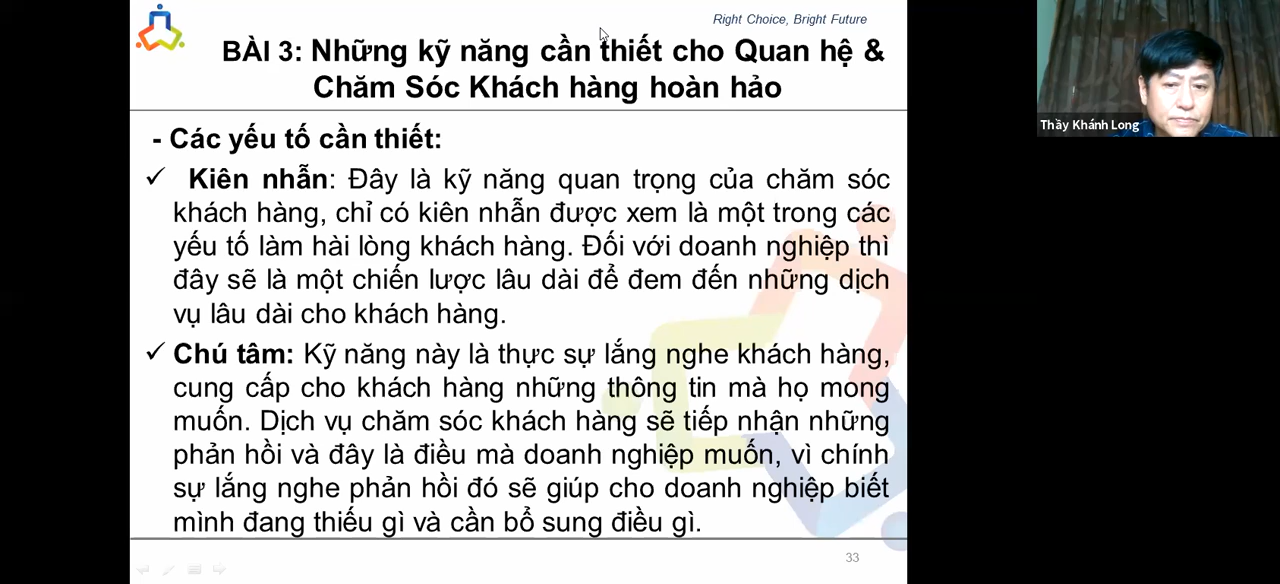 Right Choice, Bright Future
BÀI 3: Những kỹ năng cần thiết cho Quan hệ &
Chăm Sóc Khách hàng hoàn hảo
- Các yếu tố cần thiết:
✓ Kiên nhẫn: Đây là kỹ năng quan trọng của chăm sóc
khách hàng, chỉ có kiên nhẫn được xem là một trong các
yếu tố làm hài lòng khách hàng. Đối với doanh nghiệp thì
đây sẽ là một chiến lược lâu dài để đem đến những dịch
vụ lâu dài cho khách hàng.
✓ Chú tâm: Kỹ năng này là thực sự lắng nghe khách hàng,
cung cấp cho khách hàng những thông tin mà họ mong
muốn. Dịch vụ chăm sóc khách hàng sẽ tiếp nhận những
phản hồi và đây là điều mà doanh nghiệp muốn, vì chính
sự lắng nghe phản hồi đó sẽ giúp cho doanh nghiệp biết
mình đang thiếu gì và cần bổ sung điều gì.
33
Thầy Khánh Long